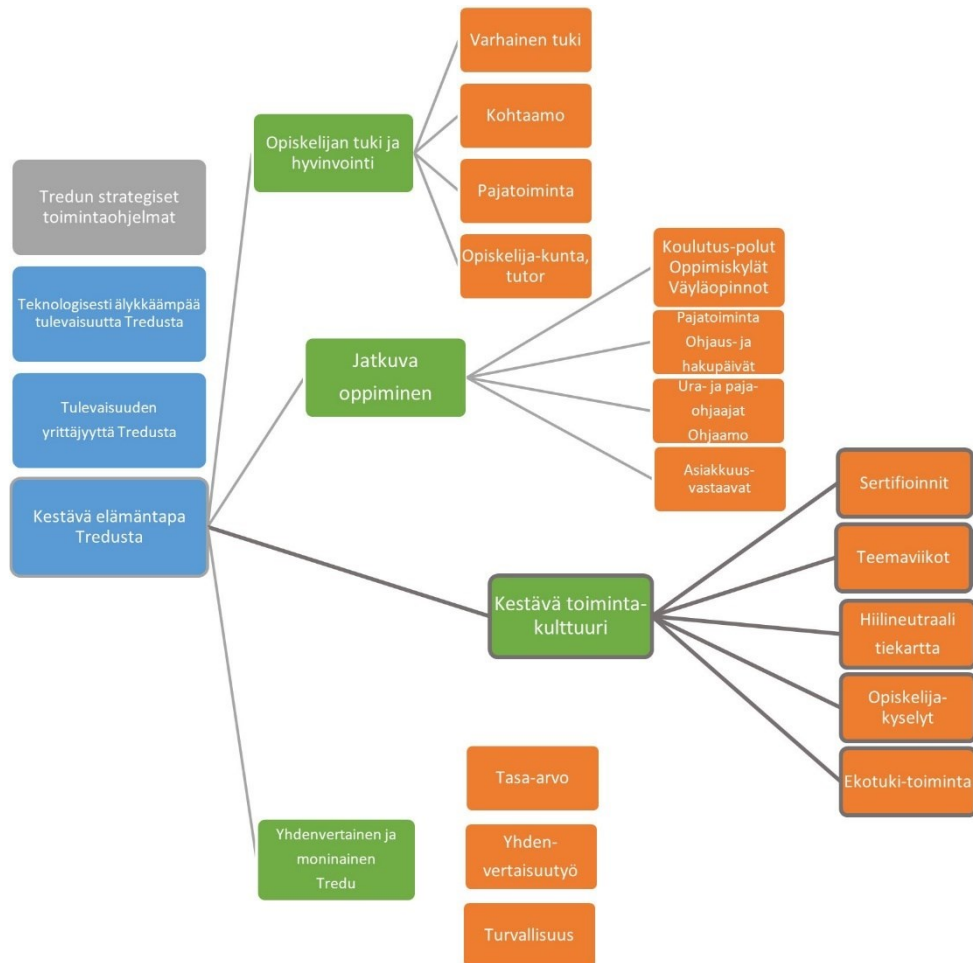 Tredun strategiset
toimintaohjelmat
Teknologisesti älykkäämpää
tulevaisuutta Tredusta
Tulevaisuuden
yrittäjyyttä Tredusta
Kestävä elämäntapa
Tredusta
Opiskelijan tuki ja
hyvinvointi
Varhainen tuki
Kohtaamo
Pajatoiminta
Opiskelija-kunta,
tutor
Jatkuva
oppiminen
Koulutus-polut
Oppimiskylät
Väyläopinnot
Pajatoiminta
Ohjaus- ja
hakupäivät
Ura- ja paja-
ohjaajat
Ohjaamo
Asiakkuus-
vastaavat
Kestävä toiminta-
kulttuuri
Sertifioinnit
Teemaviikot
Hiilineutraali
tiekartta
Opiskelija-
kyselyt
Ekotuki-toiminta
Yhdenvertainen ja
moninainen
Tredu
Tasa-arvo
Yhden-
vertaisuutyö
Turvallisuus